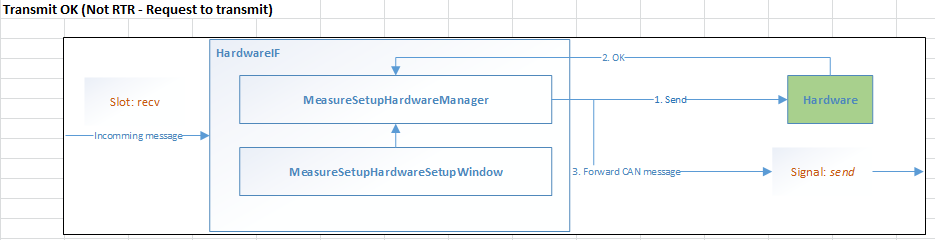 Transmit OK (Not RTR - Request to transmit)
HardwareIF
2. OK
Slot: recv
MeasureSetupHardwareManager
1. Send
Hardware
Incomming message
MeasureSetupHardwareSetupWindow
3. Forward CAN message
Signal: send